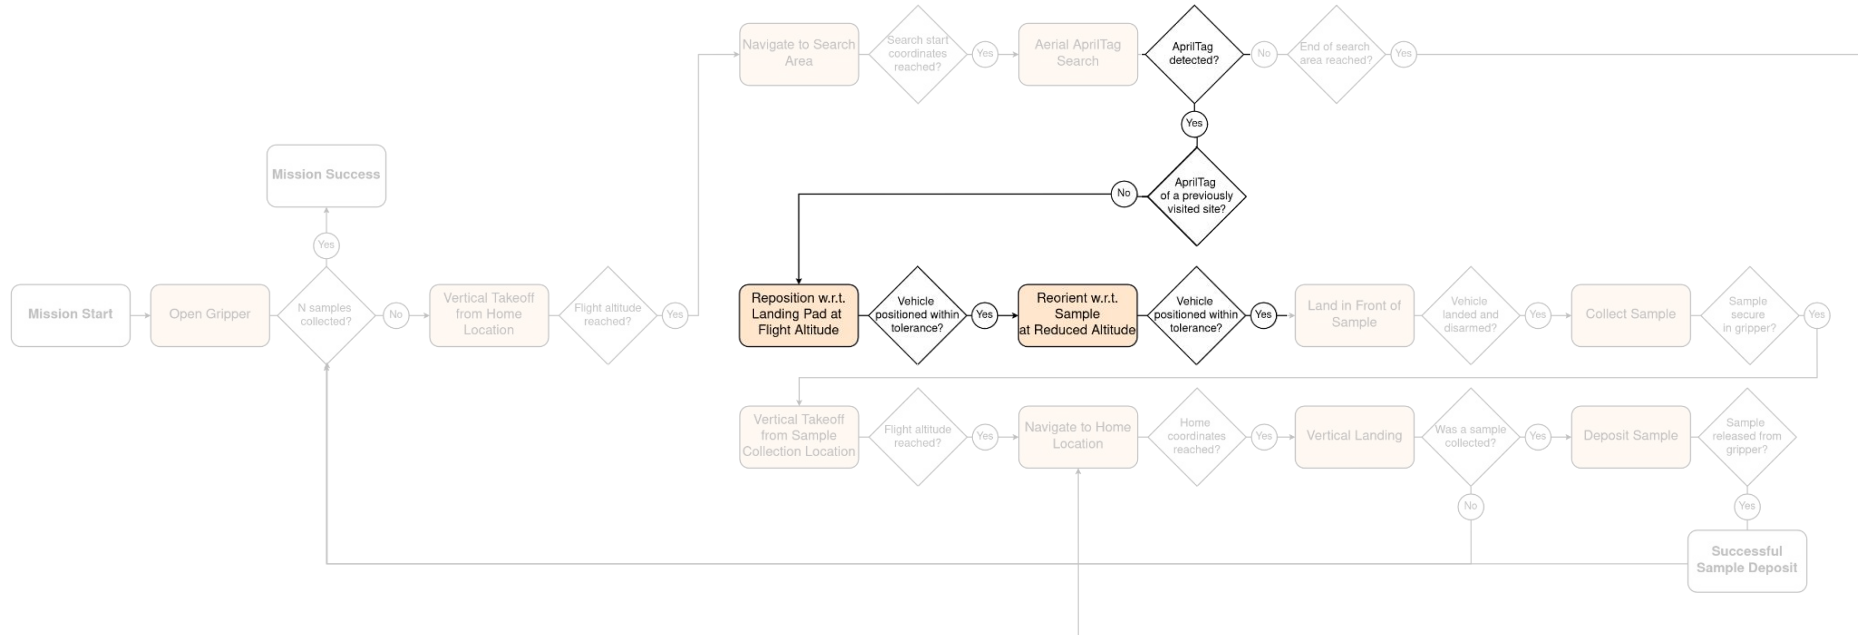 Navigate to Search
Area
Search start
coordinates
reached?
Yes
Aerial AprilTag
Search
AprilTag
detected?
No
End of search
area reached?
Yes
Yes
AprilTag
of a previously
visited site?
No
Mission Success
Yes
Mission Start
Open Gripper
N samples
collected?
No
Vertical Takeoff
from Home
Location
Flight altitude
reached?
Yes
Reposition w.r.t.
Landing Pad at
Flight Altitude
Vehicle
positioned within
tolerance?
Yes
Reorient w.r.t.
Sample
at Reduced Altitude
Vehicle
positioned within
tolerance?
Yes
Land in Front of
Sample
Vehicle
landed and
disarmed?
Yes
Collect Sample
Sample
secure
in gripper?
Yes
Vertical Takeoff
from Sample
Collection Location
Flight altitude
reached?
Yes
Navigate to Home
Location
Home
coordinates
reached?
Yes
Vertical Landing
Was a sample
collected?
Yes
Deposit Sample
Sample
released from
gripper?
No
Yes
Successful
Sample Deposit